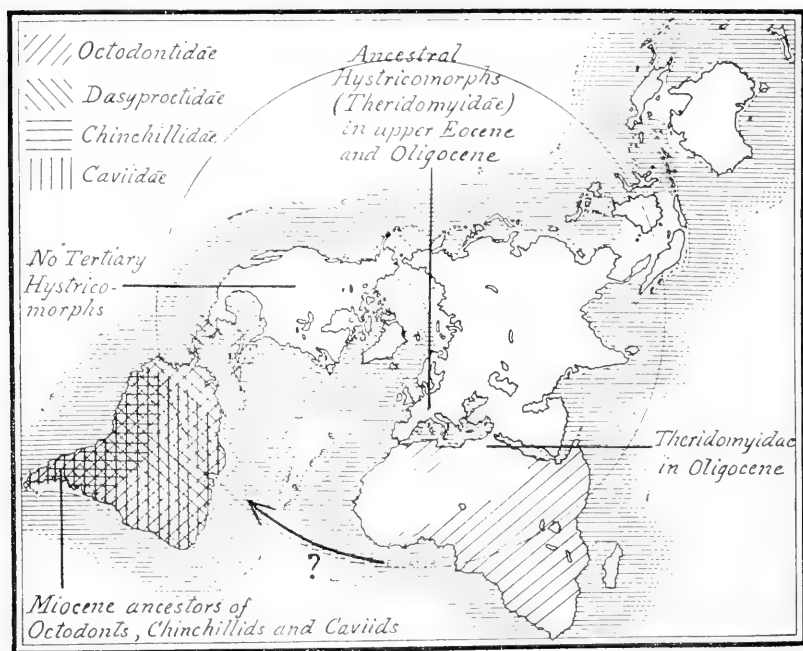 Octodontidae
Dasyproctidae
Chinchillidae
Caviidae
Ancestral
Hystricomorphs
(Theridomyidae)
in upper Eocene
and Oligocene
No Tertiary
Hystrico-
morphs
Theridomyidae
in Oligocene
?
Miocene ancestors of
Octodonts, Chinchillids and Caviids